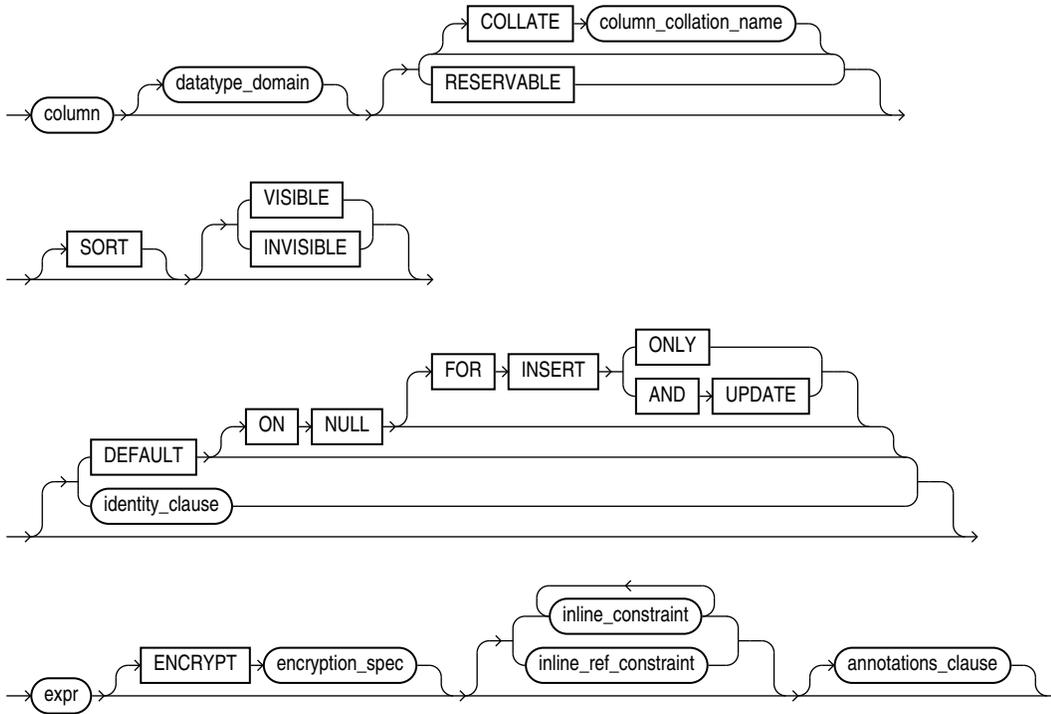 COLLATE column_collation_name
datatype_domain RESERVABLE
column
VISIBLE
SORT INVISIBLE
ONLY
FOR INSERT
AND UPDATE
ON NULL
DEFAULT
identity_clause
inline_constraint
ENCRYPT encryption_spec inline_ref_constraint annotations_clause
expr